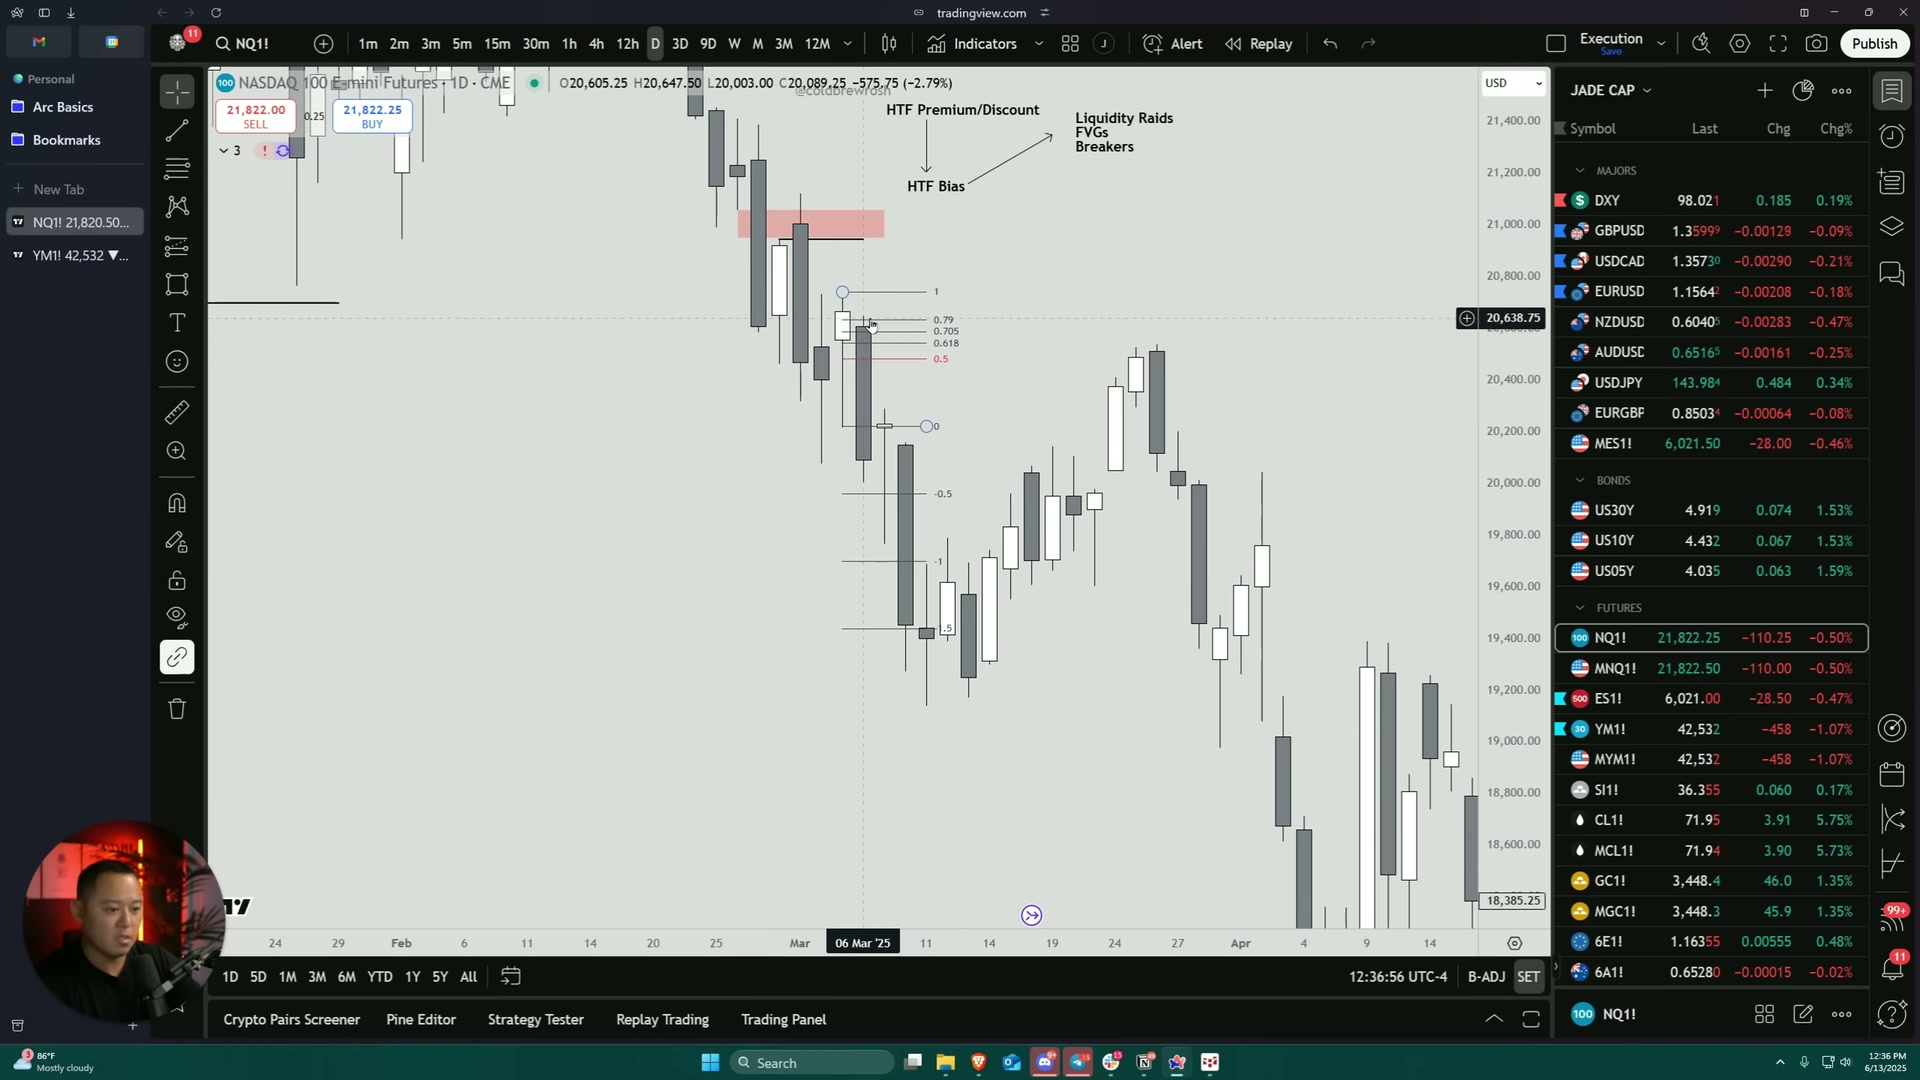 tradingview.com
NQ1!
1m 2m 3m 5m 15m 30m 1h 4h 12h D 3D 9D W M 3M 12M
Indicators
Alert
Replay
Execution
Save
Publish
11
Personal
Arc Basics
Bookmarks
New Tab
NQ1! 21,820.50...
YM1! 42,532 ▼...
NASDAQ 100 E-mini Futures · 1D · CME
O20,605.25 H20,647.50 L20,003.00 C20,089.25 −575.75 (−2.79%)
@coldbrewrosh
21,822.00
SELL
0.25
21,822.25
BUY
3
HTF Premium/Discount
HTF Bias
Liquidity Raids
FVGs
Breakers
1
0.79
0.705
0.618
0.5
0
-0.5
-1
USD
21,400.00
21,200.00
21,000.00
20,800.00
20,638.75
20,400.00
20,200.00
20,000.00
19,800.00
19,600.00
19,400.00
19,200.00
19,000.00
18,800.00
18,600.00
18,385.25
24 29 Feb 6 11 14 20 25 Mar 06 Mar '25 11 14 19 24 27 Apr 4 9 14
1D 5D 1M 3M 6M YTD 1Y 5Y All
12:36:56 UTC-4
B-ADJ
SET
Crypto Pairs Screener
Pine Editor
Strategy Tester
Replay Trading
Trading Panel
JADE CAP
Symbol Last Chg Chg%
MAJORS
DXY 98.021 0.185 0.19%
GBPUSD 1.35999 −0.00129 −0.09%
USDCAD 1.35730 −0.00290 −0.21%
EURUSD 1.15642 −0.00208 −0.18%
NZDUSD 0.60405 −0.00283 −0.47%
AUDUSD 0.65165 −0.00161 −0.25%
USDJPY 143.984 0.484 0.34%
EURGBP 0.85034 −0.00064 −0.08%
MES1! 6,021.50 −28.00 −0.46%
BONDS
US30Y 4.919 0.074 1.53%
US10Y 4.432 0.067 1.53%
US05Y 4.035 0.063 1.59%
FUTURES
NQ1! 21,822.25 −110.25 −0.50%
MNQ1! 21,822.50 −110.00 −0.50%
ES1! 6,021.00 −28.50 −0.47%
YM1! 42,532 −458 −1.07%
MYM1! 42,532 −458 −1.07%
SI1! 36.355 0.060 0.17%
CL1! 71.95 3.91 5.75%
MCL1! 71.94 3.90 5.73%
GC1! 3,448.4 46.0 1.35%
MGC1! 3,448.3 45.9 1.35%
6E1! 1.16355 0.00555 0.48%
6A1! 0.65280 −0.00015 −0.02%
NQ1!
99+
11
86°F
Mostly cloudy
Search
12:36 PM
6/13/2025